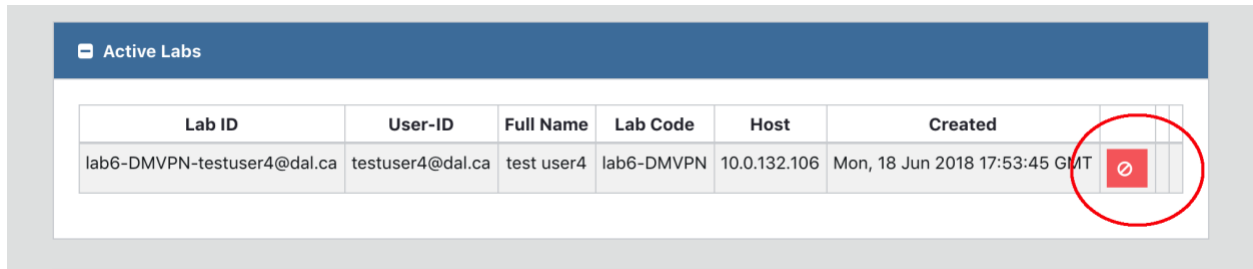 Active Labs
Lab ID User-ID Full Name Lab Code Host Created
lab6-DMVPN-testuser4@dal.ca testuser4@dal.ca test user4 lab6-DMVPN 10.0.132.106 Mon, 18 Jun 2018 17:53:45 GMT